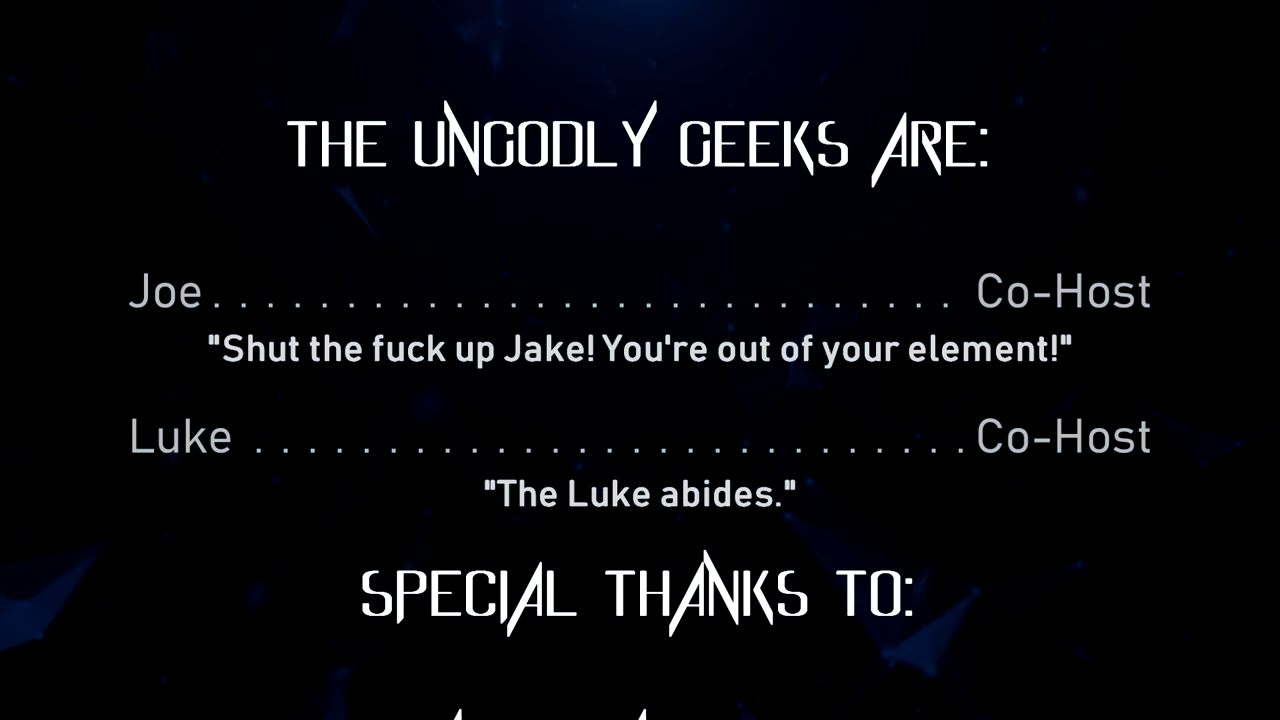 THE UNGODLY GEEKS ARE:
Joe . . . . . . . . . . . . . . . . . . . . . . . . . . . . Co-Host
"Shut the fuck up Jake! You're out of your element!"
Luke . . . . . . . . . . . . . . . . . . . . . . . . . . . Co-Host
"The Luke abides."
SPECIAL THANKS TO: